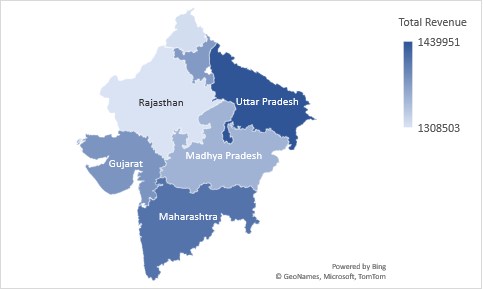 Total Revenue
1439951
1308503
Rajasthan
Uttar Pradesh
Gujarat
Madhya Pradesh
Maharashtra
Powered by Bing
© GeoNames, Microsoft, TomTom